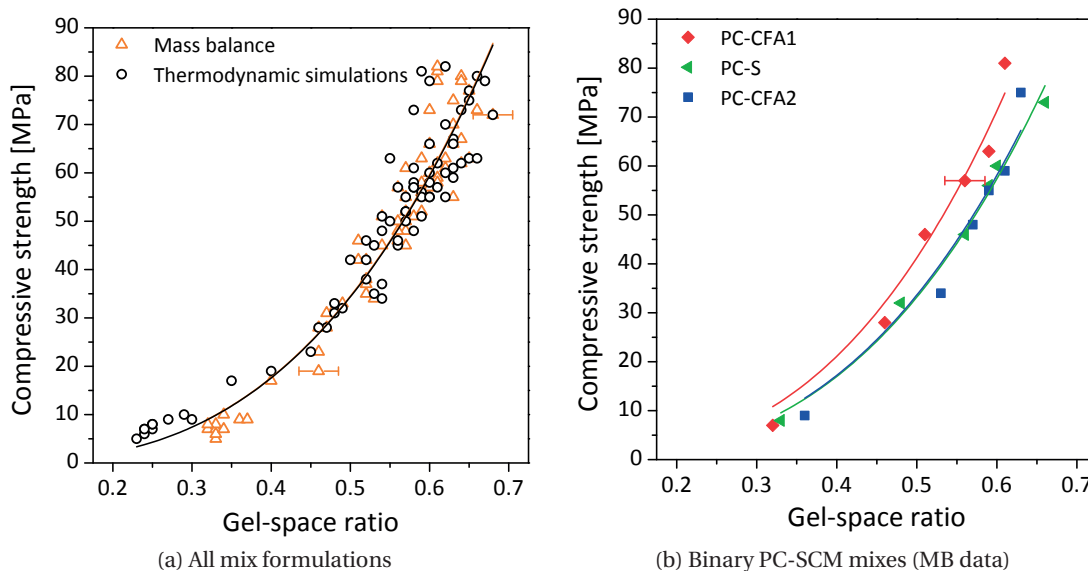 90
80
70
60
50
40
30
20
10
0
Compressive strength [MPa]
Mass balance
Thermodynamic simulations
0.2 0.3 0.4 0.5 0.6 0.7
Gel-space ratio
(a) All mix formulations
90
80
70
60
50
40
30
20
10
0
Compressive strength [MPa]
PC-CFA1
PC-S
PC-CFA2
0.2 0.3 0.4 0.5 0.6 0.7
Gel-space ratio
(b) Binary PC-SCM mixes (MB data)